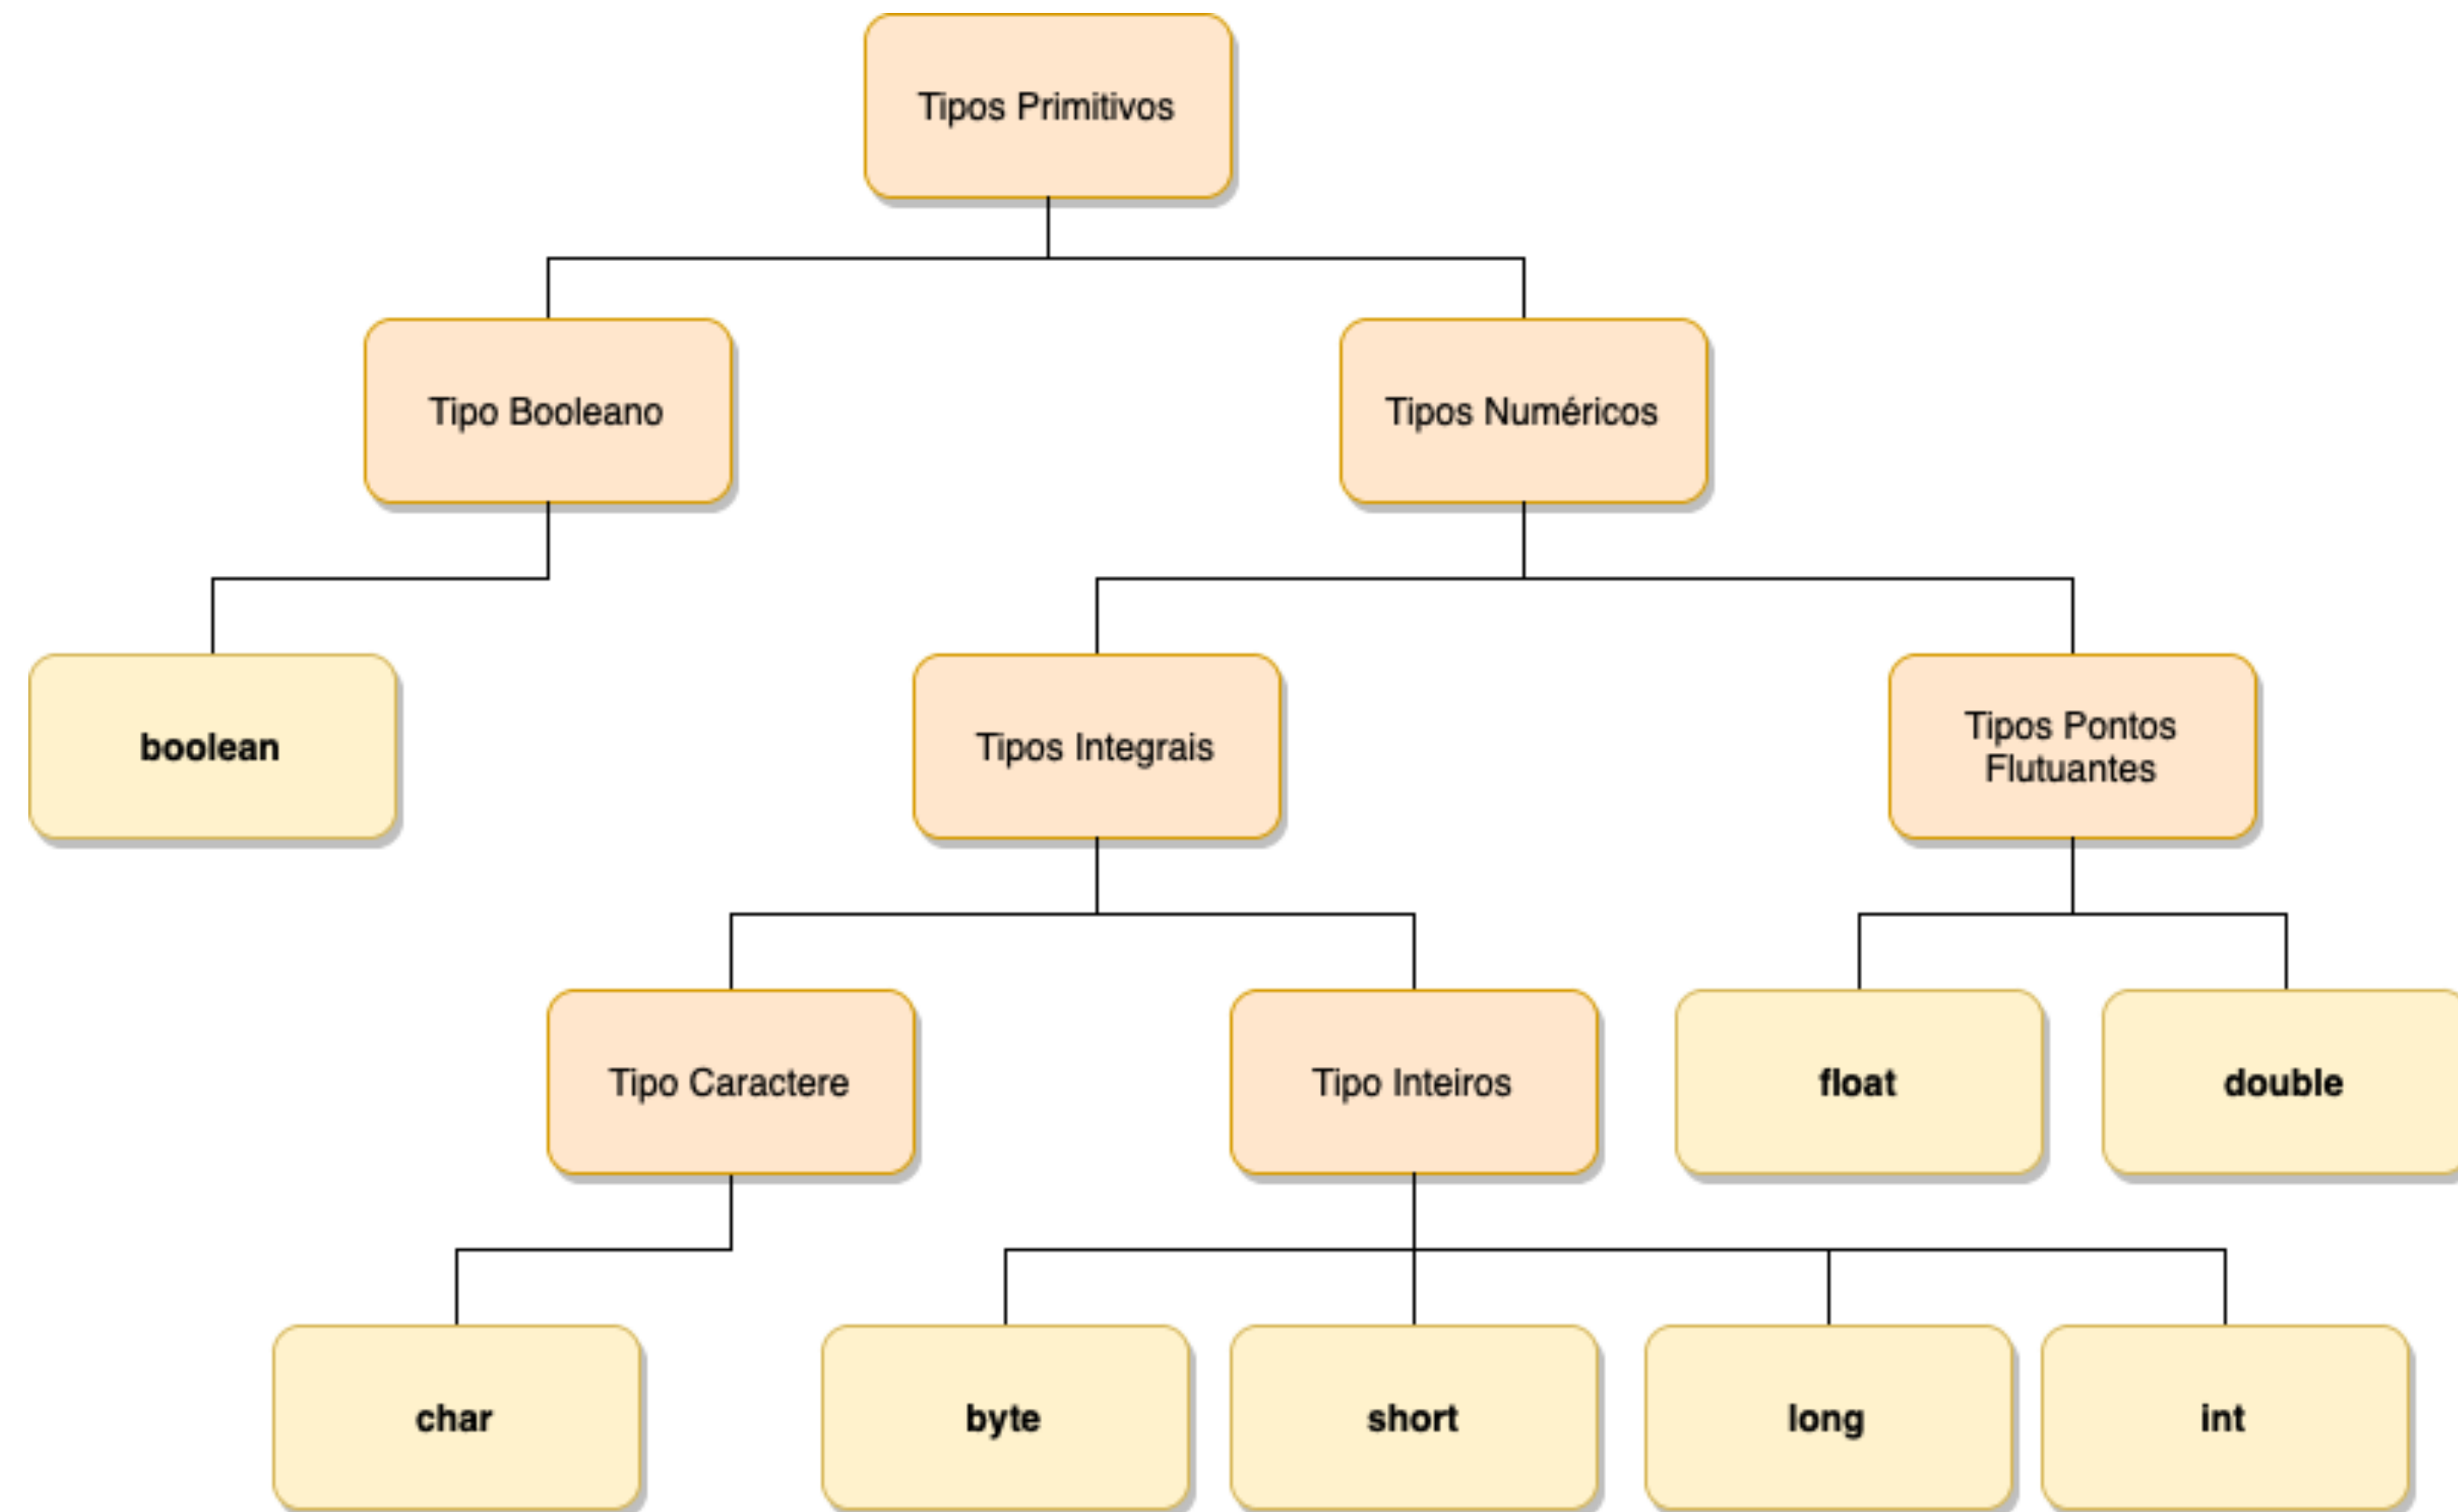 Tipos Primitivos
Tipo Booleano
Tipos Numéricos
boolean
Tipos Integrais
Tipos Pontos
Flutuantes
Tipo Caractere
Tipo Inteiros
float
double
char
byte
short
long
int